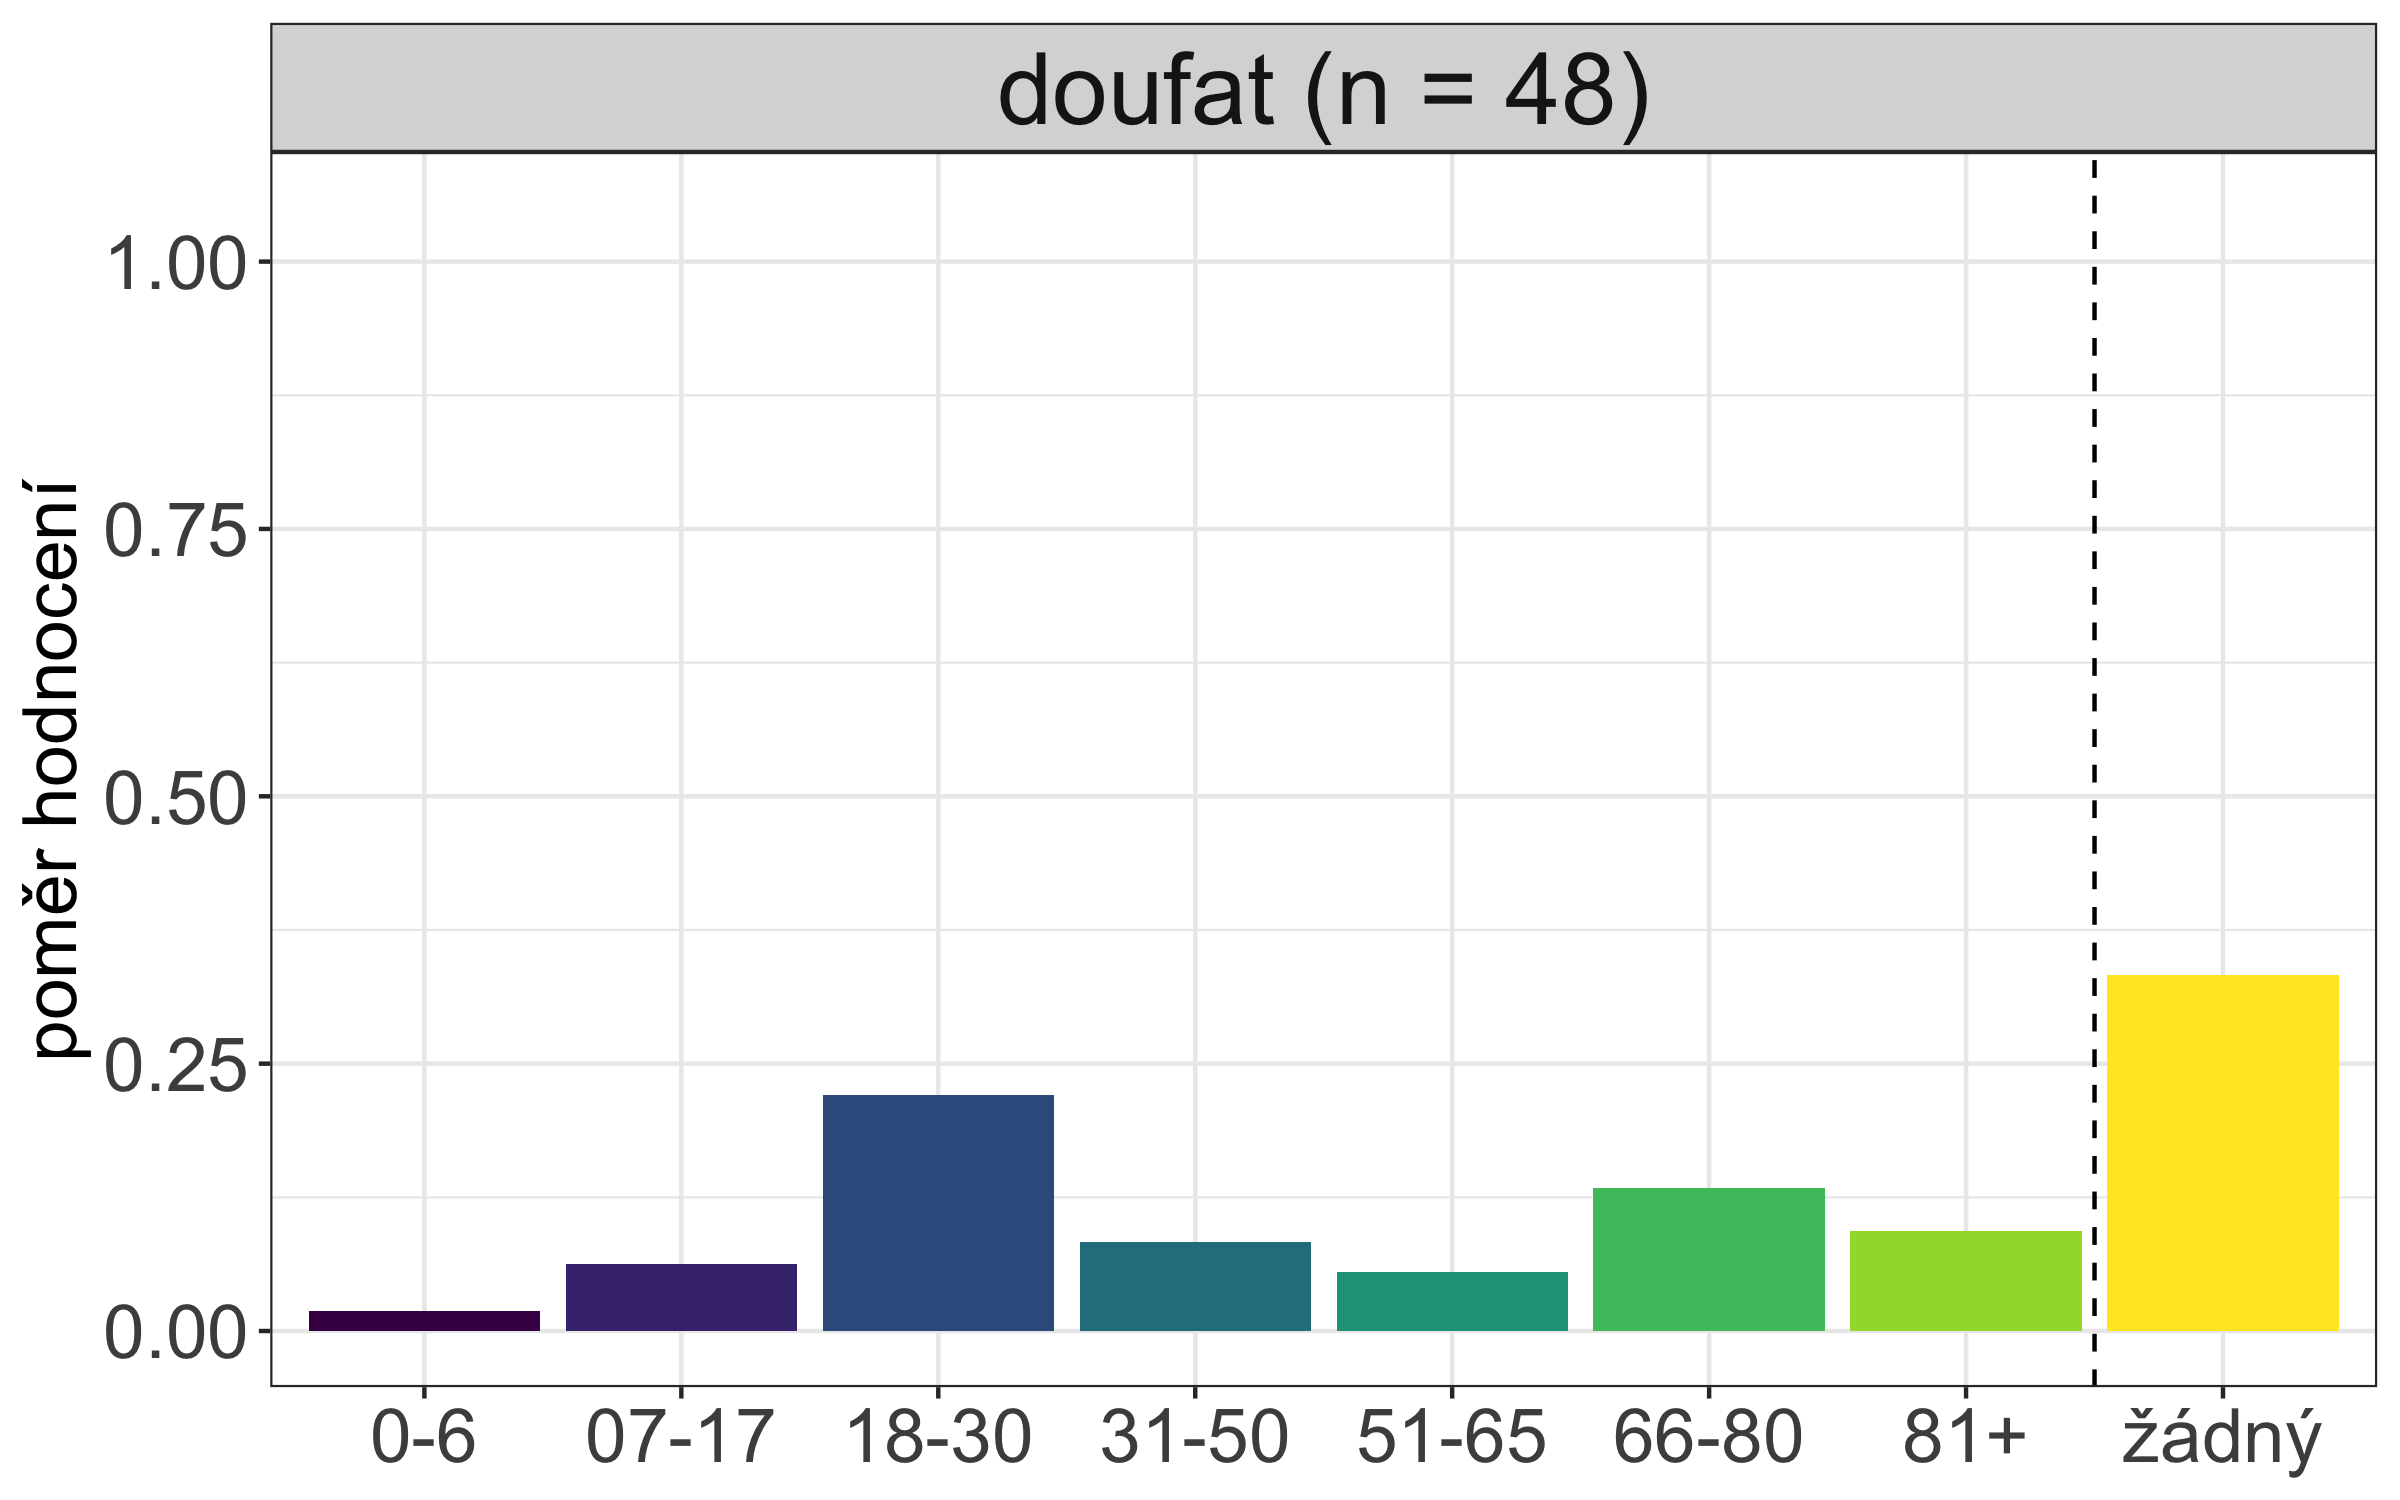 doufat (n = 48)
poměr hodnocení
1.00
0.75
0.50
0.25
0.00
0-6 07-17 18-30 31-50 51-65 66-80 81+ žádný